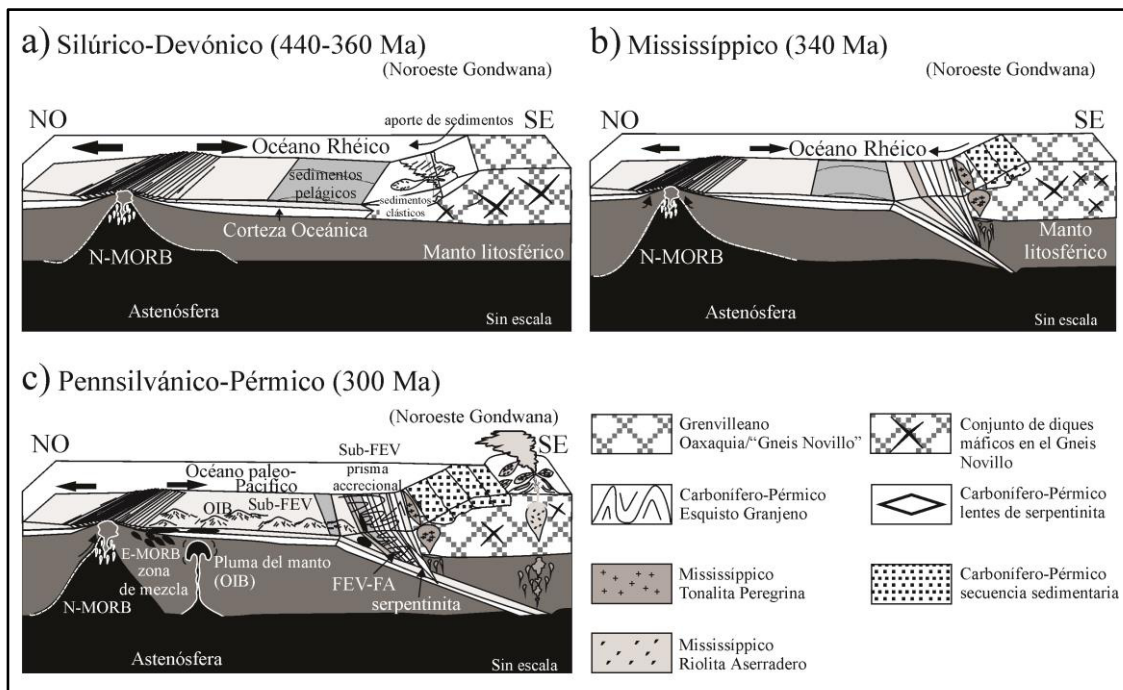 a) Silúrico-Devónico (440-360 Ma)
(Noroeste Gondwana)
NO
SE
aporte de sedimentos
Océano Rhéico
sedimentos
pelágicos
sedimentos
clásticos
Corteza Oceánica
N-MORB
Manto litosférico
Astenósfera
Sin escala
b) Mississíppico (340 Ma)
(Noroeste Gondwana)
NO
SE
Océano Rhéico
N-MORB
Manto
litosférico
Astenósfera
Sin escala
c) Pennsilvánico-Pérmico (300 Ma)
(Noroeste Gondwana)
NO
SE
Sub-FEV
prisma
accrecional
Océano paleo-
Pacífico
Sub-FEV
OIB
E-MORB
zona
de mezcla
Pluma del manto
(OIB)
FEV-FA
serpentinita
N-MORB
Astenósfera
Sin escala
Grenvilleano
Oaxaquia/“Gneis Novillo”
Conjunto de diques
máficos en el Gneis
Novillo
Carbonífero-Pérmico
Esquisto Granjeno
Carbonífero-Pérmico
lentes de serpentinita
Mississíppico
Tonalita Peregrina
Carbonífero-Pérmico
secuencia sedimentaria
Mississíppico
Riolita Aserradero